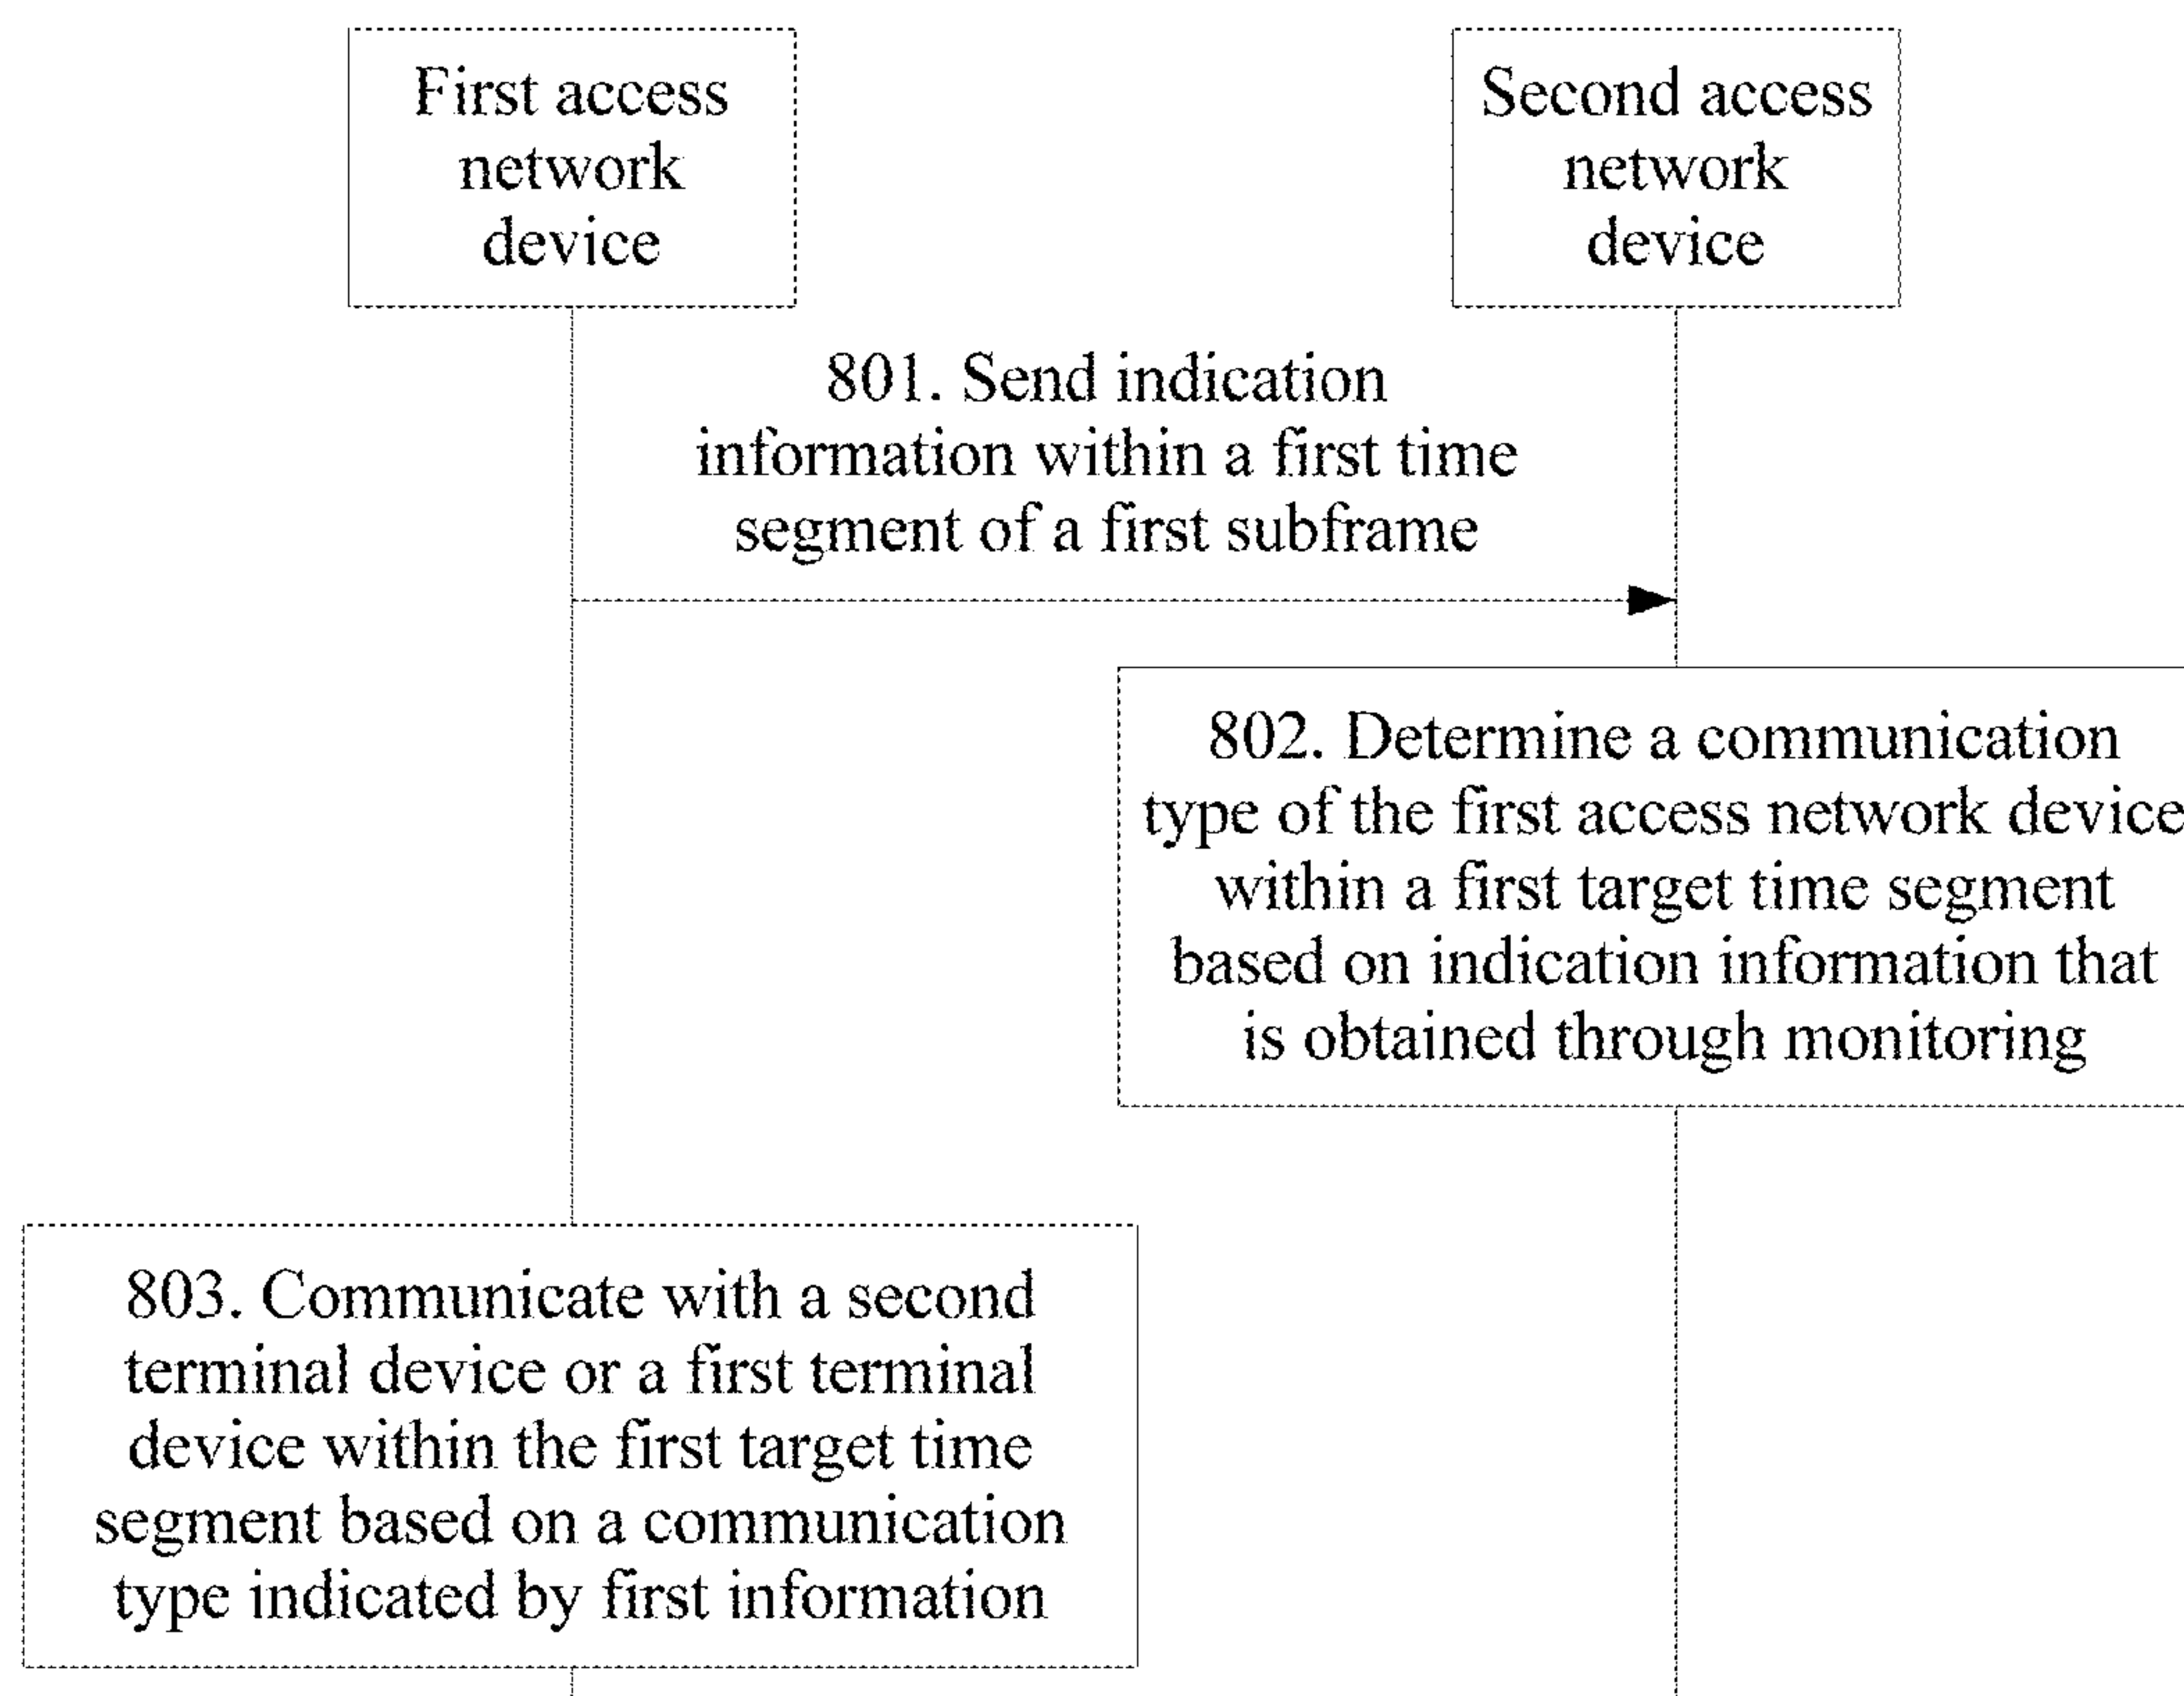 First access
network
device
Second access
network
device
801. Send indication
information within a first time
segment of a first subframe
802. Determine a communication
type of the first access network device
within a first target time segment
based on indication information that
is obtained through monitoring
803. Communicate with a second
terminal device or a first terminal
device within the first target time
segment based on a communication
type indicated by first information